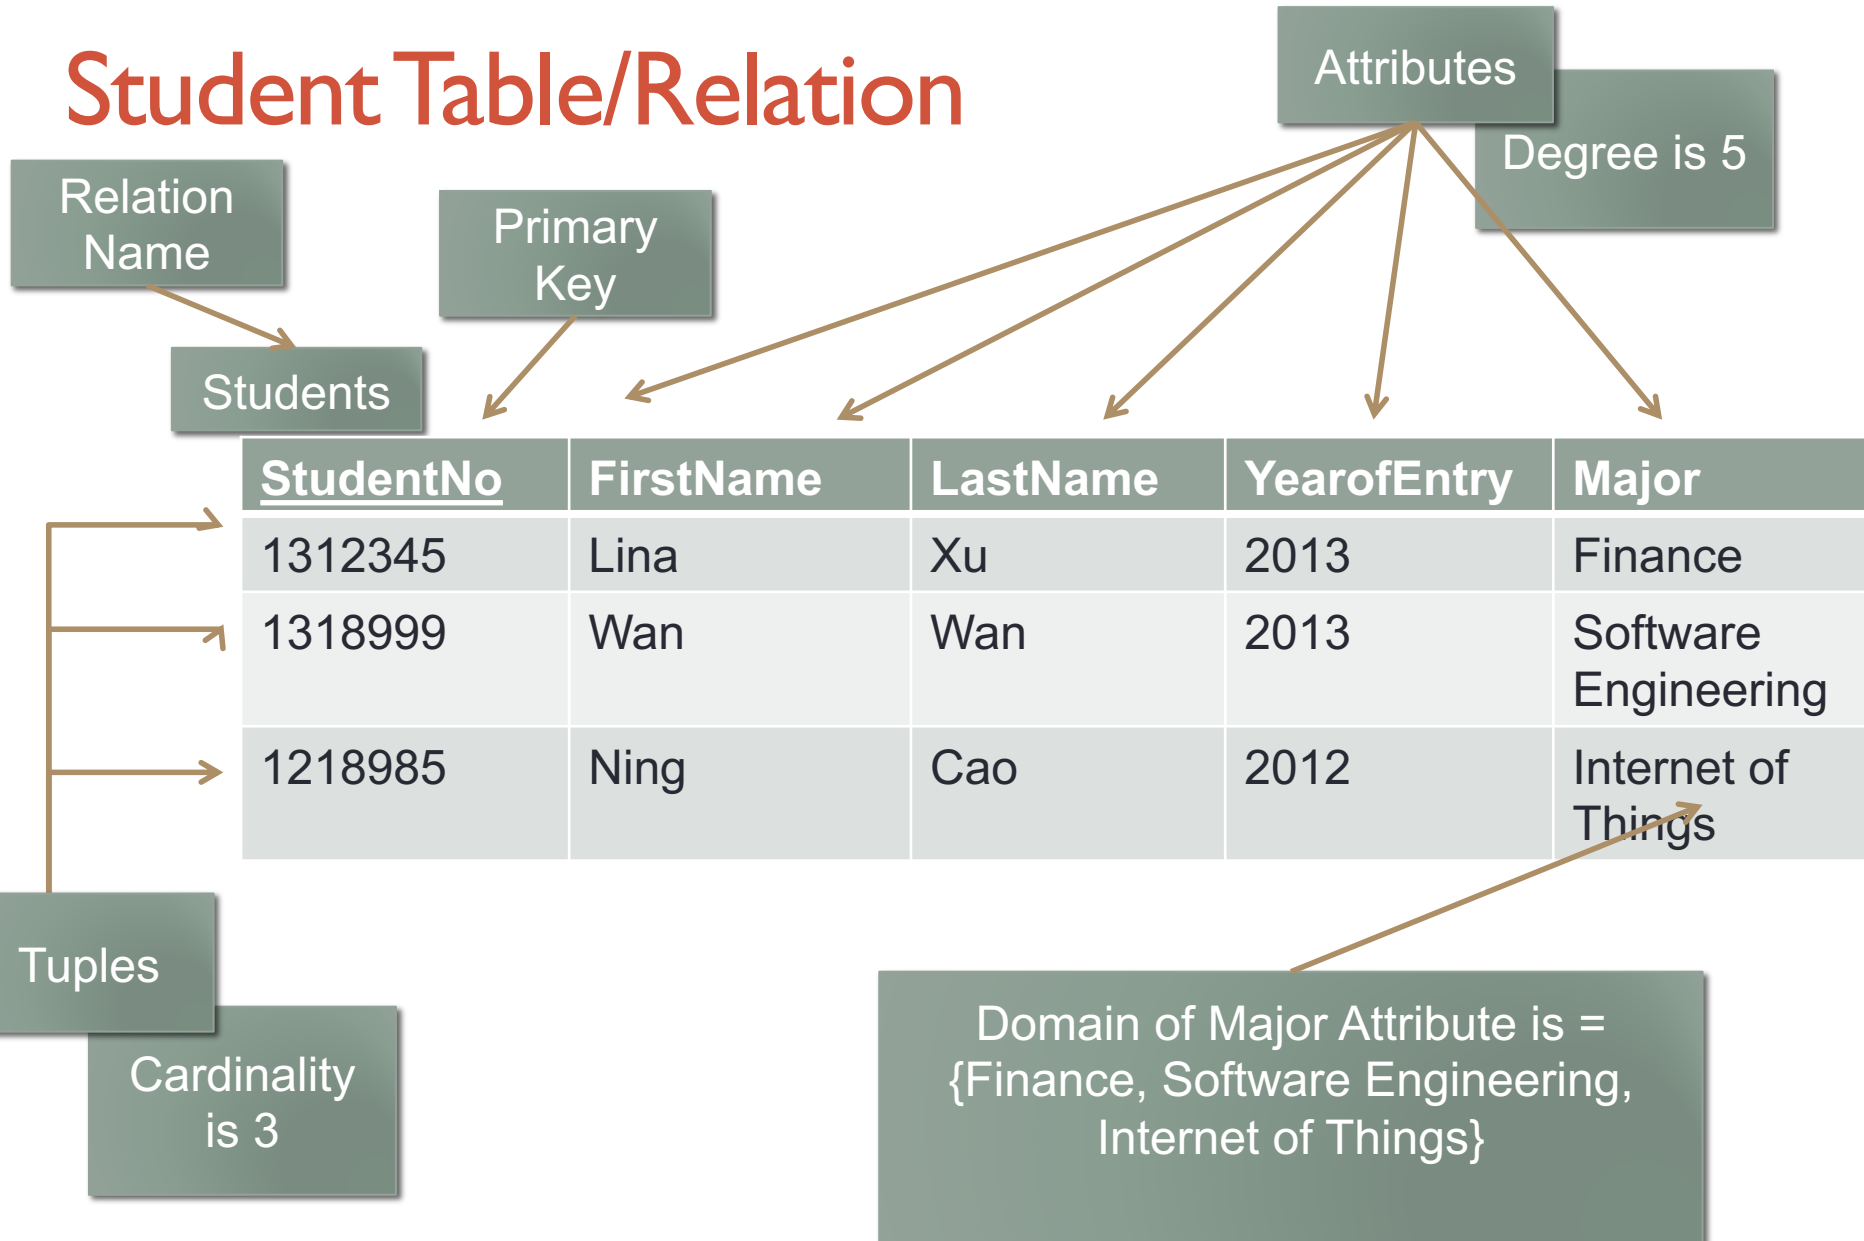 Student Table/Relation
Attributes
Degree is 5
Relation
Name
Primary
Key
Students
StudentNo FirstName LastName YearofEntry Major
1312345 Lina Xu 2013 Finance
1318999 Wan Wan 2013 Software
Engineering
1218985 Ning Cao 2012 Internet of
Things
Tuples
Cardinality
is 3
Domain of Major Attribute is =
{Finance, Software Engineering,
Internet of Things}